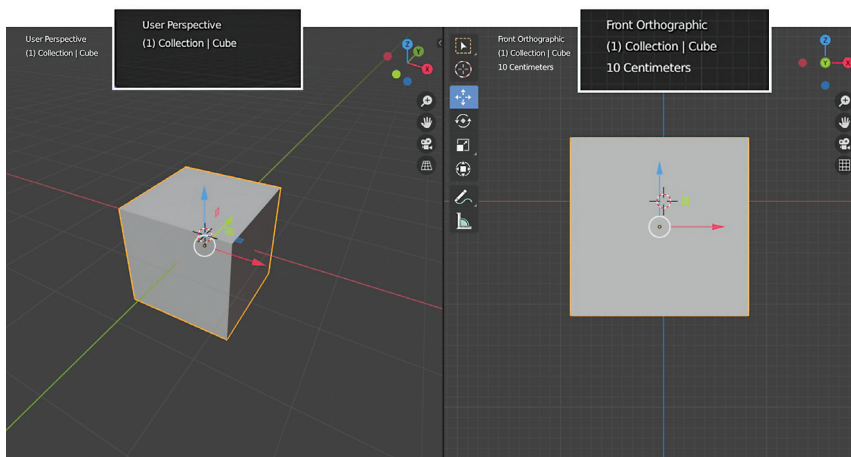 User Perspective
(1) Collection | Cube
User Perspective
(1) Collection | Cube
Z
Y
X
Front Orthographic
(1) Collection | Cube
10 Centimeters
Front Orthographic
(1) Collection | Cube
10 Centimeters
Z
Y
X